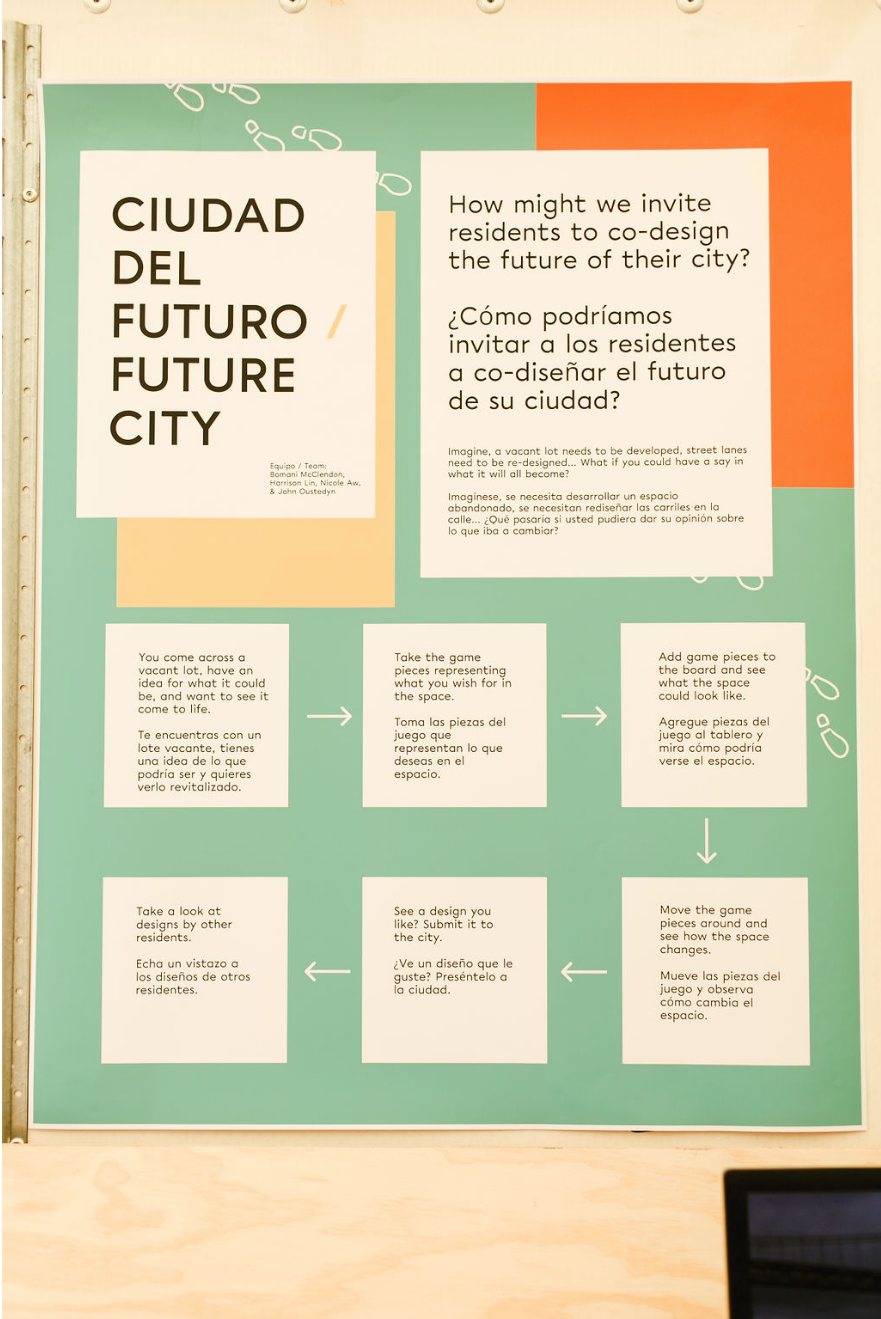 CIUDAD
DEL
FUTURO /
FUTURE
CITY
Equipo / Team:
Bomani McClendon,
Harrison Lin, Nicole Aw,
& John Oustedyn
How might we invite
residents to co-design
the future of their city?
¿Cómo podríamos
invitar a los residentes
a co-diseñar el futuro
de su ciudad?
Imagine, a vacant lot needs to be developed, street lanes
need to be re-designed... What if you could have a say in
what it will all become?
Imagínese, se necesita desarrollar un espacio
abandonado, se necesitan rediseñar las carriles en la
calle... ¿Qué pasaría si usted pudiera dar su opinión sobre
lo que iba a cambiar?
You come across a
vacant lot, have an
idea for what it could
be, and want to see it
come to life.
Te encuentras con un
lote vacante, tienes
una idea de lo que
podría ser y quieres
verlo revitalizado.
Take the game
pieces representing
what you wish for in
the space.
Toma las piezas del
juego que
representan lo que
deseas en el
espacio.
Add game pieces to
the board and see
what the space
could look like.
Agregue piezas del
juego al tablero y
mira cómo podría
verse el espacio.
Move the game
pieces around and
see how the space
changes.
Mueve las piezas del
juego y observa
cómo cambia el
espacio.
See a design you
like? Submit it to
the city.
¿Ve un diseño que le
guste? Preséntelo a
la ciudad.
Take a look at
designs by other
residents.
Echa un vistazo a
los diseños de otros
residentes.